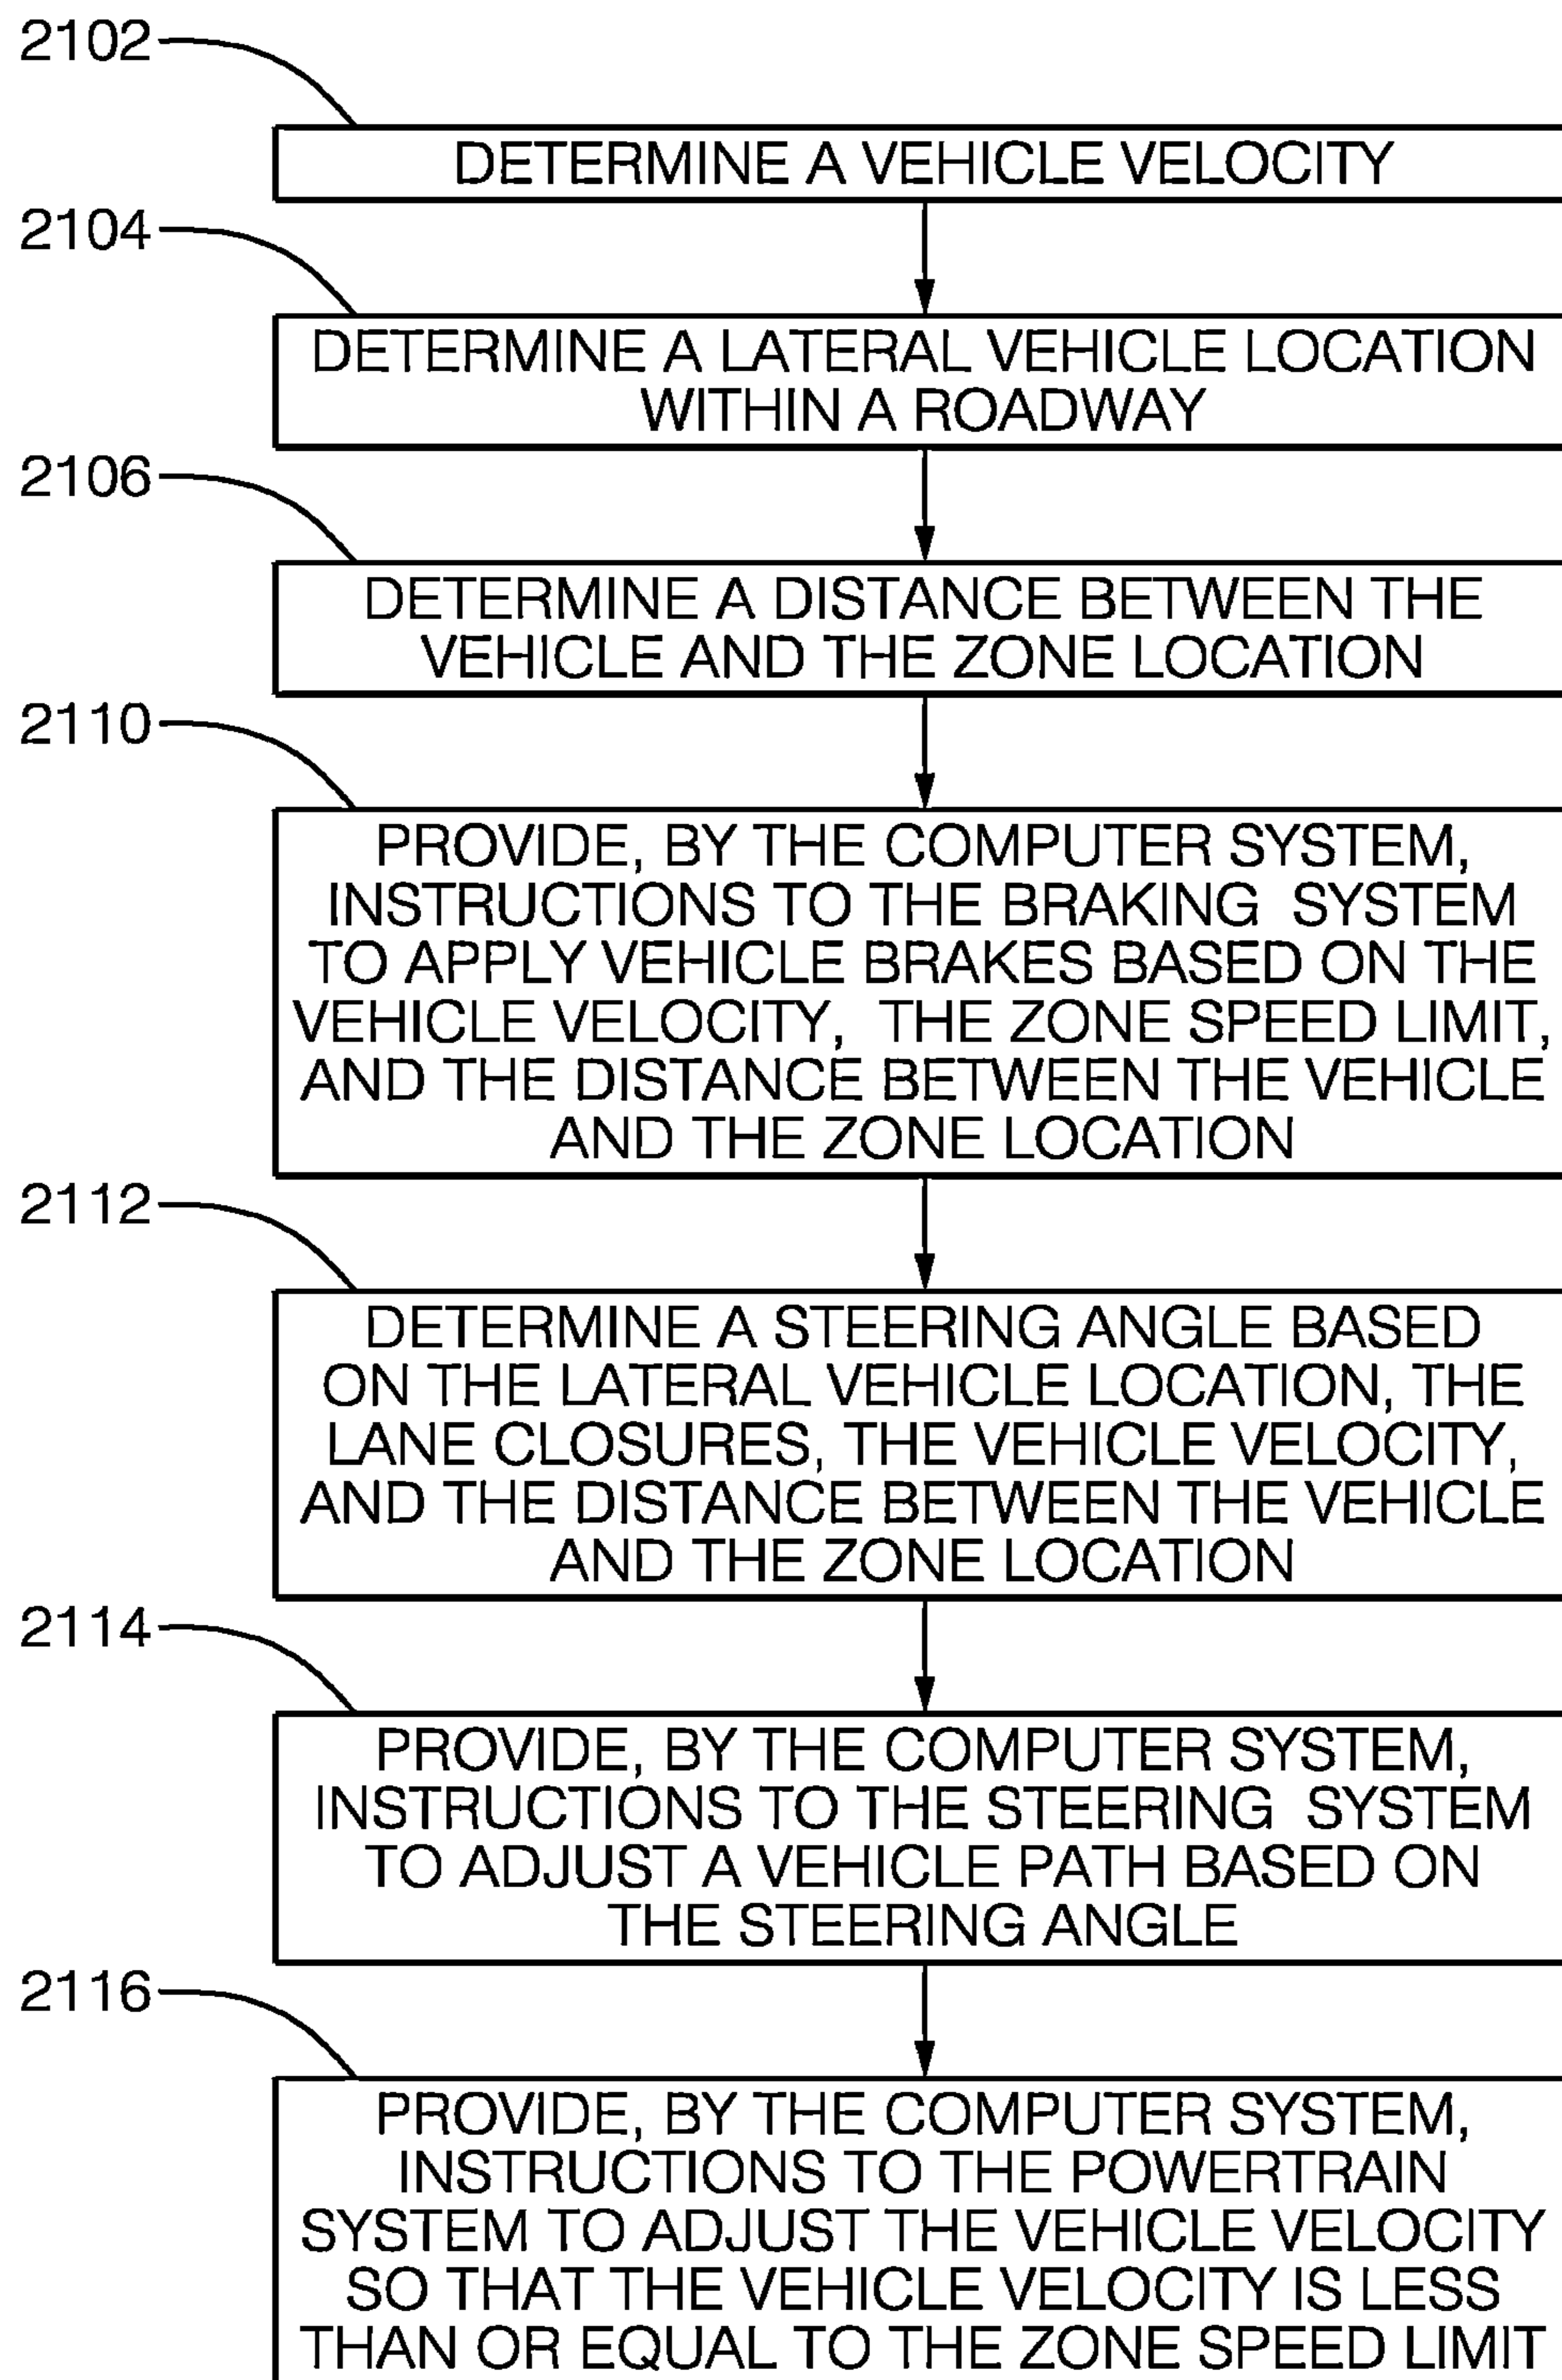 2102
DETERMINE A VEHICLE VELOCITY
2104
DETERMINE A LATERAL VEHICLE LOCATION
WITHIN A ROADWAY
2106
DETERMINE A DISTANCE BETWEEN THE
VEHICLE AND THE ZONE LOCATION
2110
PROVIDE, BY THE COMPUTER SYSTEM,
INSTRUCTIONS TO THE BRAKING SYSTEM
TO APPLY VEHICLE BRAKES BASED ON THE
VEHICLE VELOCITY, THE ZONE SPEED LIMIT,
AND THE DISTANCE BETWEEN THE VEHICLE
AND THE ZONE LOCATION
2112
DETERMINE A STEERING ANGLE BASED
ON THE LATERAL VEHICLE LOCATION, THE
LANE CLOSURES, THE VEHICLE VELOCITY,
AND THE DISTANCE BETWEEN THE VEHICLE
AND THE ZONE LOCATION
2114
PROVIDE, BY THE COMPUTER SYSTEM,
INSTRUCTIONS TO THE STEERING SYSTEM
TO ADJUST A VEHICLE PATH BASED ON
THE STEERING ANGLE
2116
PROVIDE, BY THE COMPUTER SYSTEM,
INSTRUCTIONS TO THE POWERTRAIN
SYSTEM TO ADJUST THE VEHICLE VELOCITY
SO THAT THE VEHICLE VELOCITY IS LESS
THAN OR EQUAL TO THE ZONE SPEED LIMIT